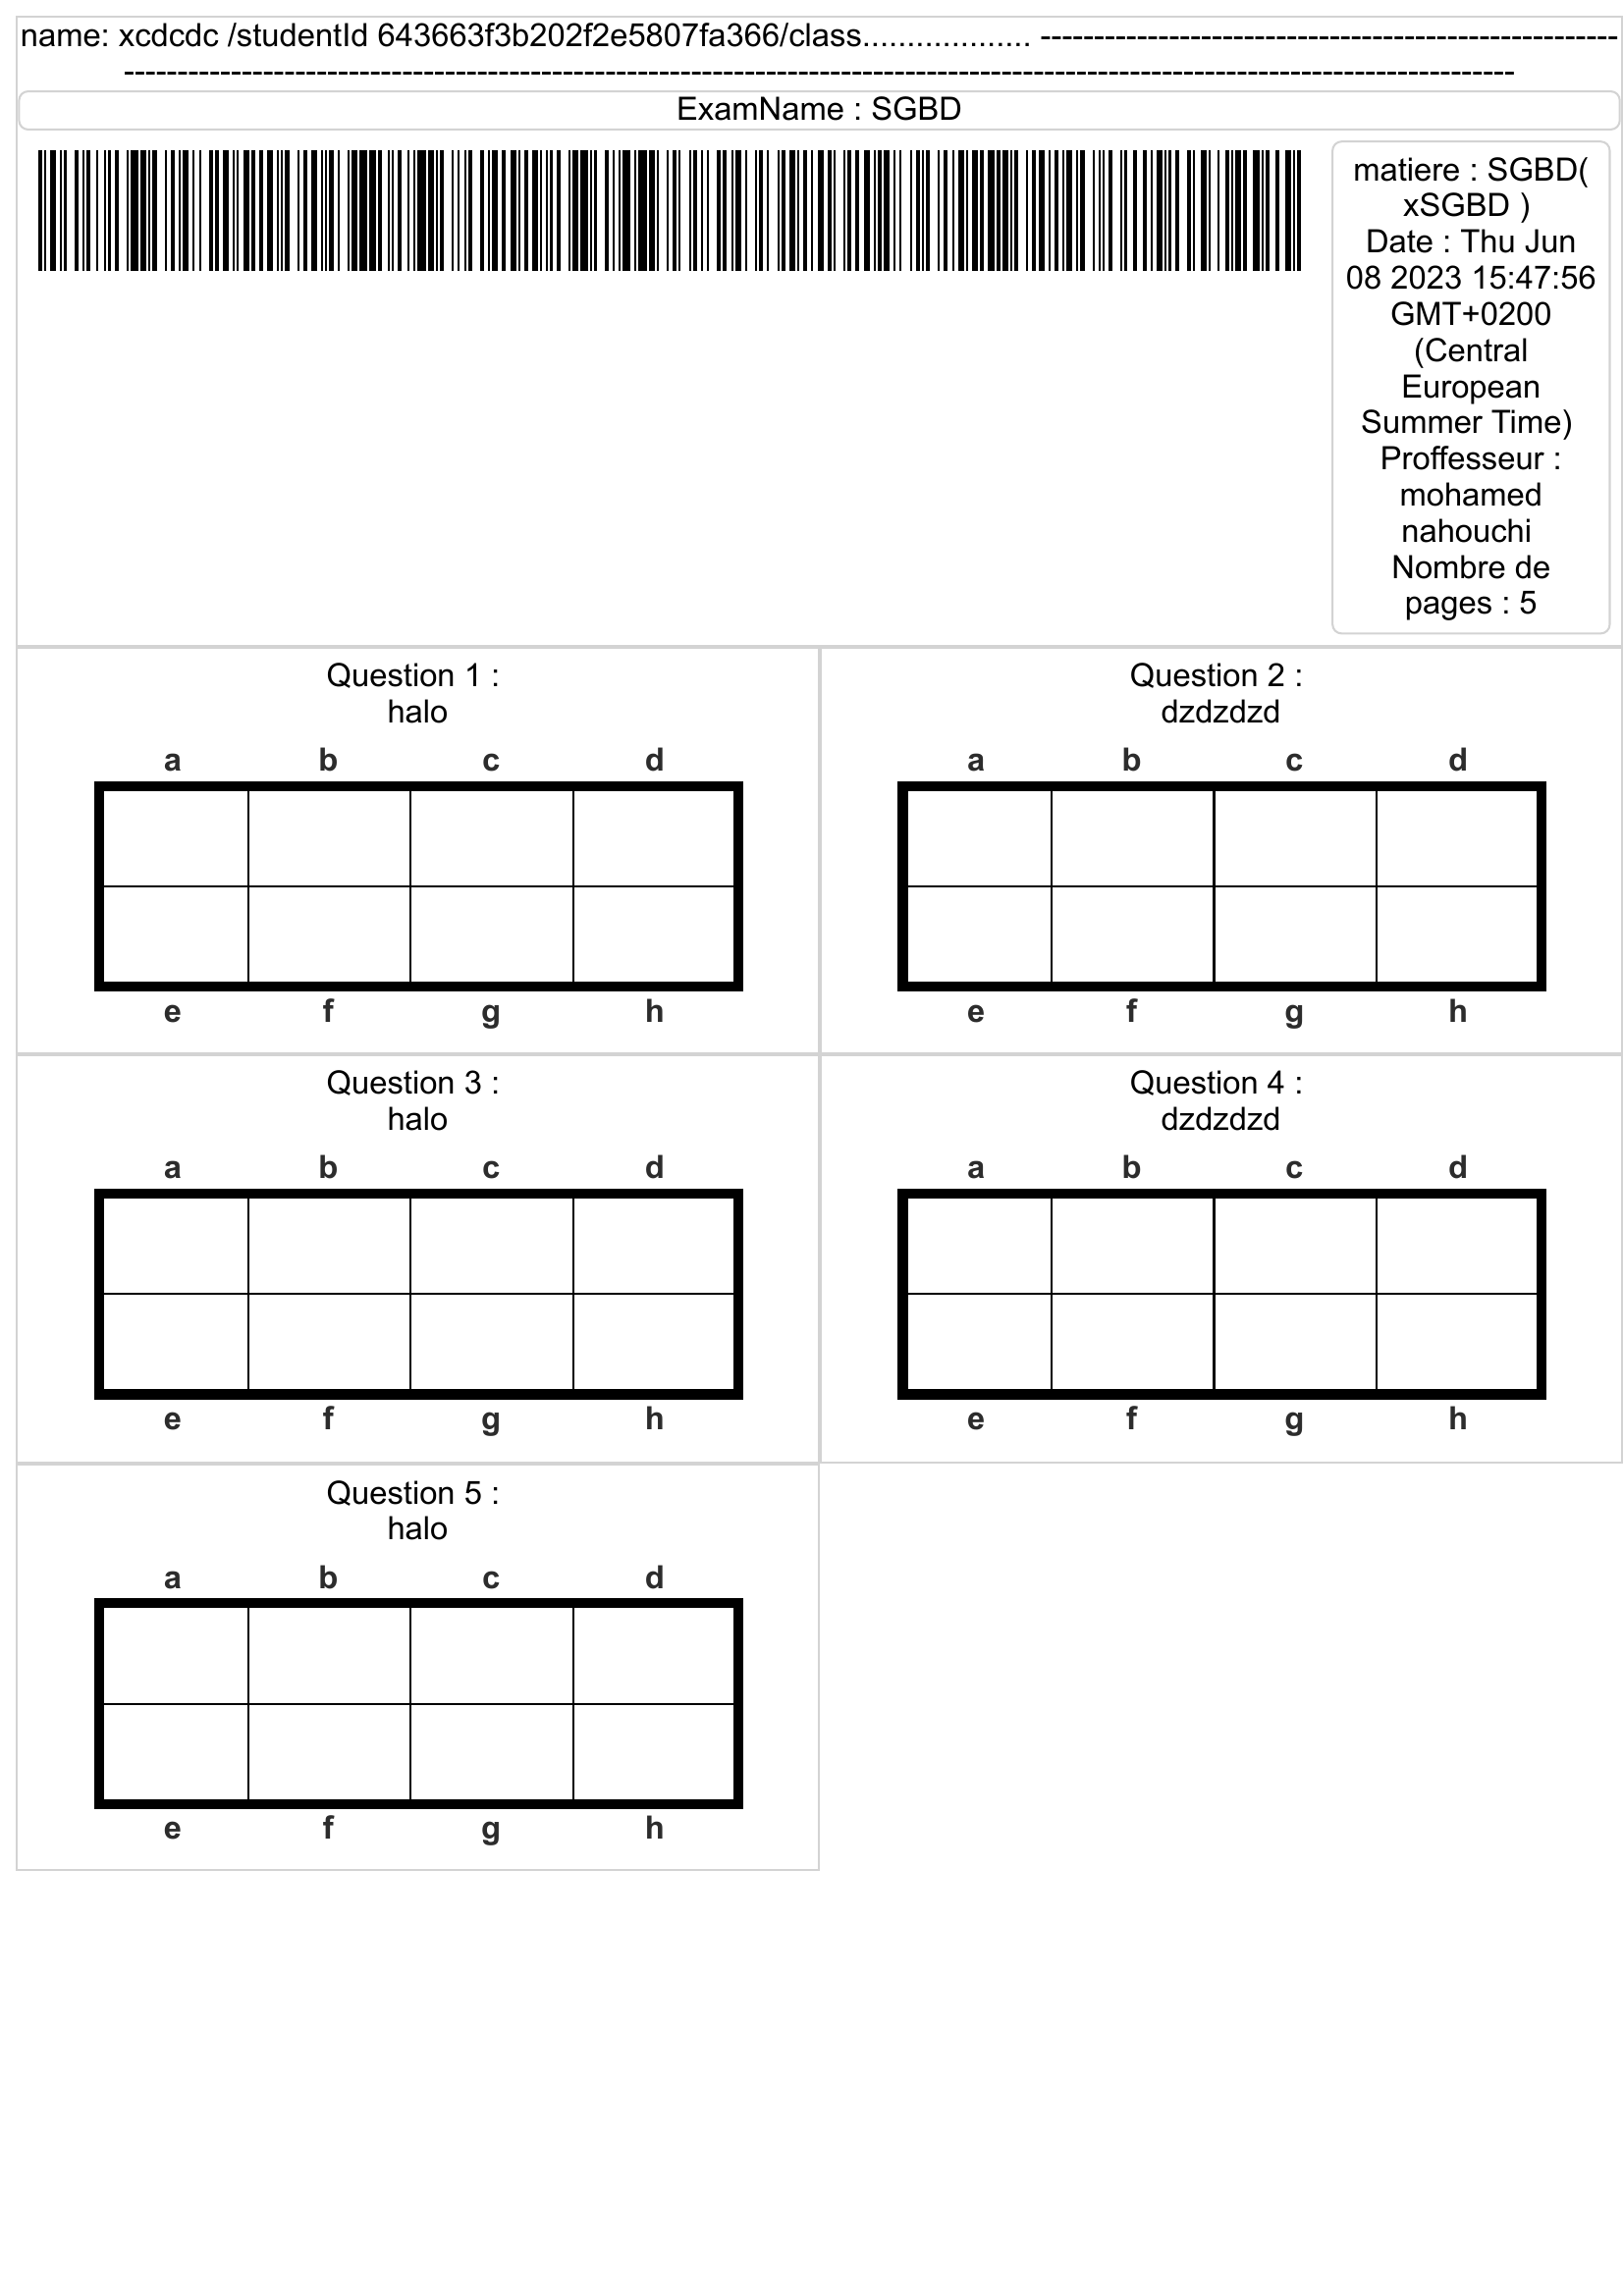 name: xcdcdc /studentId 643663f3b202f2e5807fa366/class................... ------------------------------------------------------
----------------------------------------------------------------------------------------------------------------------------------
ExamName : SGBD
matiere : SGBD(
xSGBD )
Date : Thu Jun
08 2023 15:47:56
GMT+0200
(Central
European
Summer Time)
Proffesseur :
mohamed
nahouchi
Nombre de
pages : 5
Question 1 :
halo
a b c d
e f g h
Question 2 :
dzdzdzd
a b c d
e f g h
Question 3 :
halo
a b c d
e f g h
Question 4 :
dzdzdzd
a b c d
e f g h
Question 5 :
halo
a b c d
e f g h